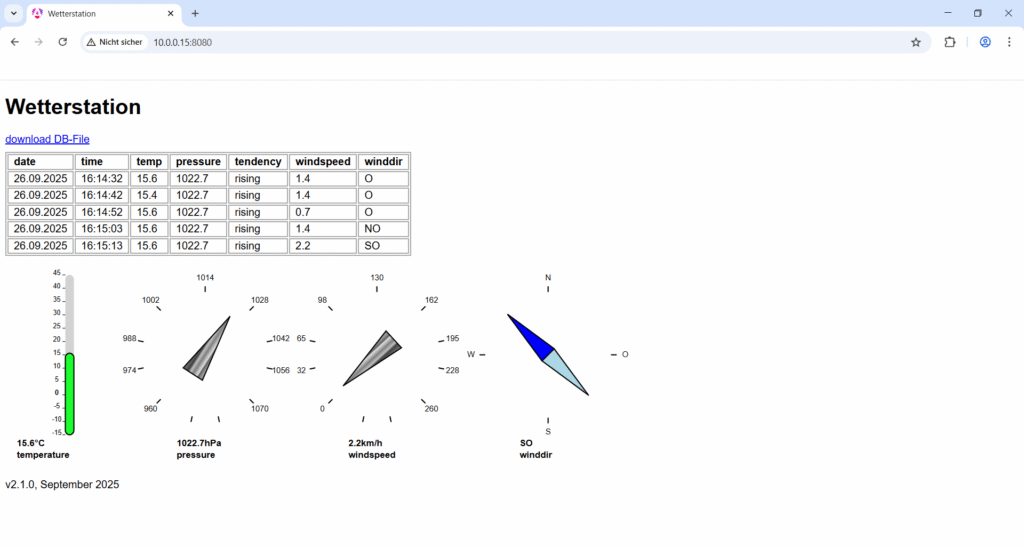 Wetterstation
Nicht sicher 10.0.0.15:8080
Wetterstation
download DB-File
date time temp pressure tendency windspeed winddir
26.09.2025 16:14:32 15.6 1022.7 rising 1.4 O
26.09.2025 16:14:42 15.4 1022.7 rising 1.4 O
26.09.2025 16:14:52 15.6 1022.7 rising 0.7 O
26.09.2025 16:15:03 15.6 1022.7 rising 1.4 NO
26.09.2025 16:15:13 15.6 1022.7 rising 2.2 SO
45
40
35
30
25
20
15
10
5
0
-5
-10
-15
15.6°C
temperature
1014
1002 1028
988 1042
974 1056
960 1070
1022.7hPa
pressure
130
98 162
65 195
32 228
0 260
2.2km/h
windspeed
N
W O
S
SO
winddir
v2.1.0, September 2025